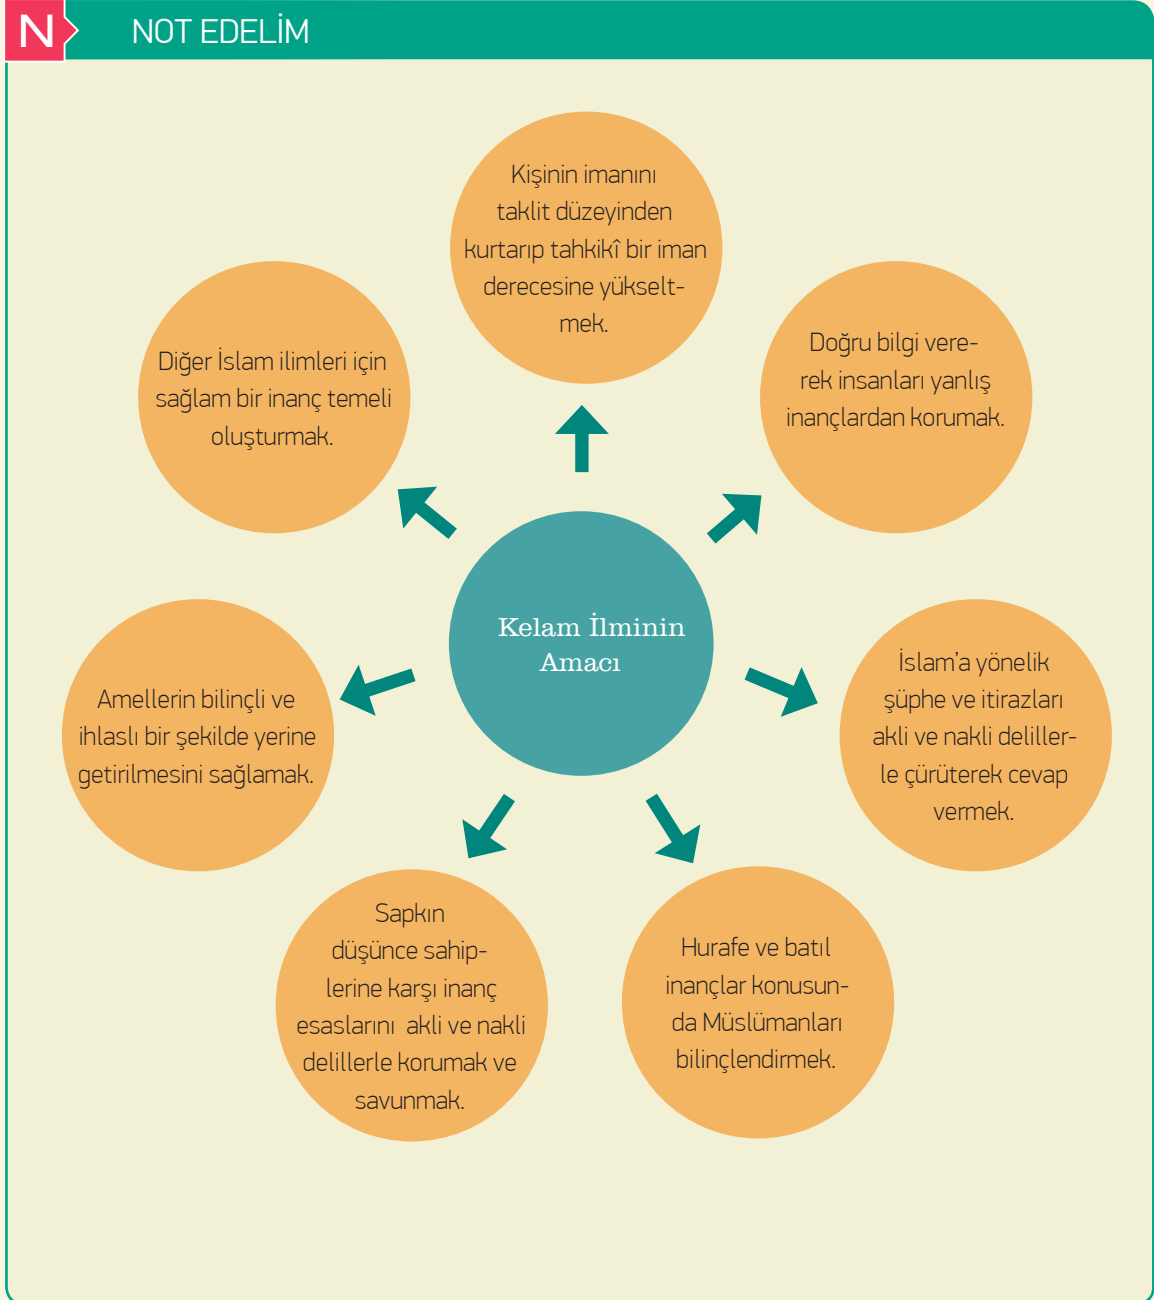 N
NOT EDELİM
Kişinin imanını
taklit düzeyinden
kurtarıp tahkikî bir iman
derecesine yükselt-
mek.
Doğru bilgi vere-
rek insanları yanlış
inançlardan korumak.
İslam’a yönelik
şüphe ve itirazları
akli ve nakli deliller-
le çürüterek cevap
vermek.
Hurafe ve batıl
inançlar konusun-
da Müslümanları
bilinçlendirmek.
Sapkın
düşünce sahip-
lerine karşı inanç
esaslarını akli ve nakli
delillerle korumak ve
savunmak.
Amellerin bilinçli ve
ihlaslı bir şekilde yerine
getirilmesini sağlamak.
Diğer İslam ilimleri için
sağlam bir inanç temeli
oluşturmak.
Kelam İlminin
Amacı